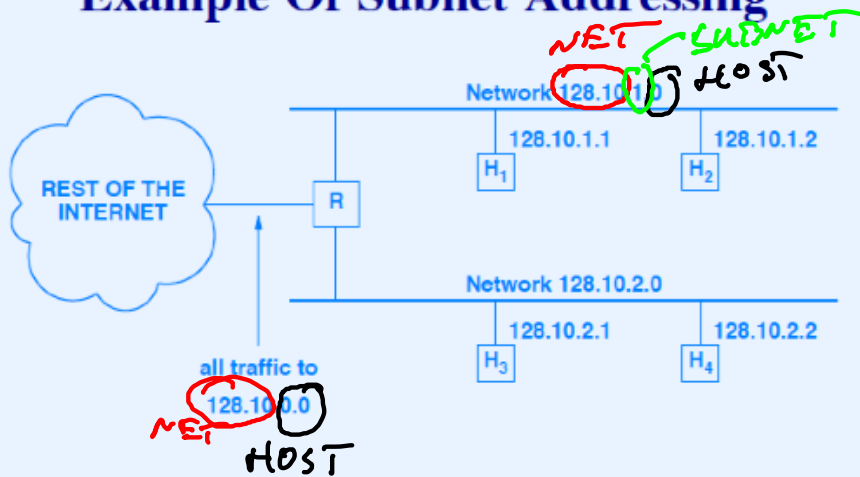 Example Of Subnet Addressing
NET
SUBNET
Network 128.10.1.0
HOST
128.10.1.1
128.10.1.2
H1
H2
REST OF THE
INTERNET
R
Network 128.10.2.0
128.10.2.1
128.10.2.2
H3
H4
all traffic to
128.10.0.0
NET
HOST